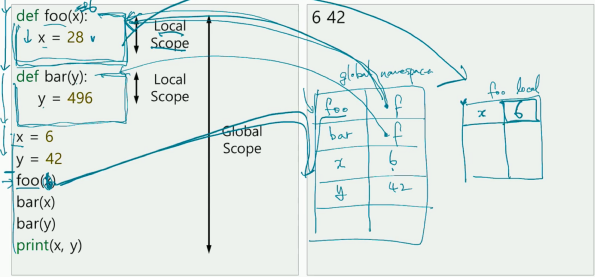 def foo(x):
x = 28
Local
Scope
def bar(y):
y = 496
Local
Scope
x = 6
y = 42
foo(
bar(x)
bar(y)
print(x, y)
Global
Scope
6 42
global namespace
foo f
bar f
x 6
y 42
foo local
x 6